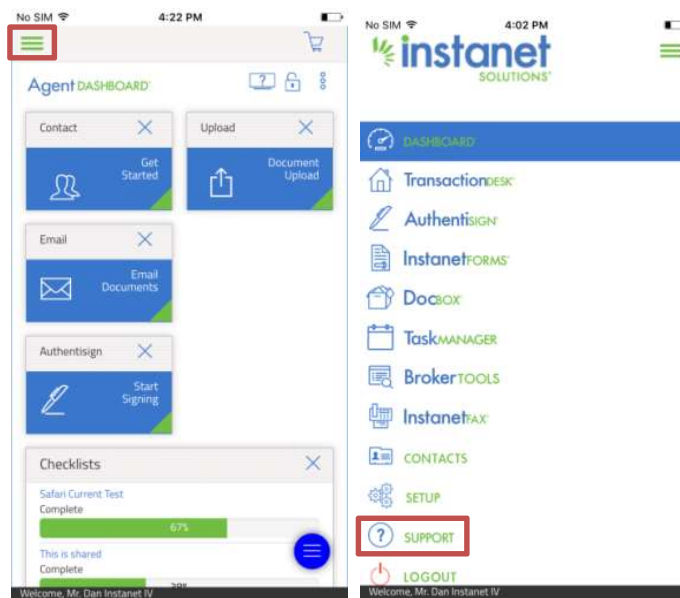 No SIM 4:22 PM
Agent DASHBOARD
Contact
Get
Started
Upload
Document
Upload
Email
Email
Documents
Authentisign
Start
Signing
Checklists
Safari Current Test
Complete
67%
This is shared
Complete
Welcome, Mr. Dan Instanet IV
No SIM 4:02 PM
instanet
SOLUTIONS
DASHBOARD
TransactionDESK
AuthentiSIGN
InstanetFORMS
DocBOX
TaskMANAGER
BrokerTOOLS
InstanetFAX
CONTACTS
SETUP
SUPPORT
LOGOUT
Welcome, Mr. Dan Instanet IV